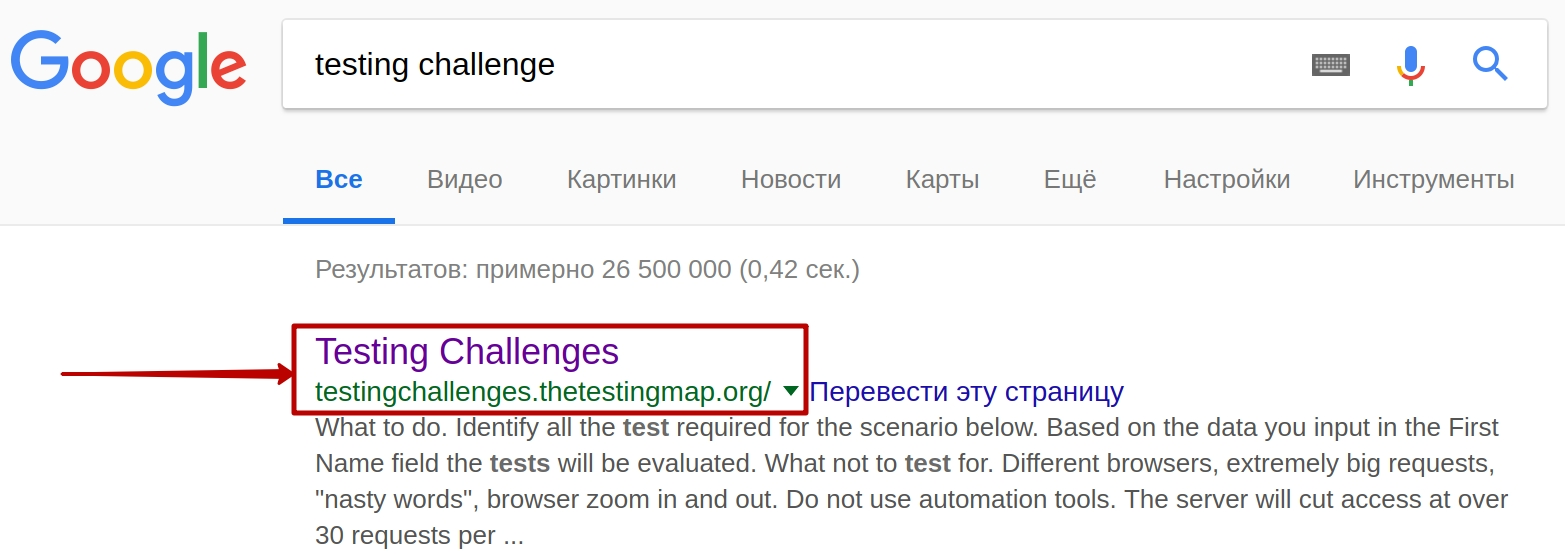 Google
testing challenge
Все Видео Картинки Новости Карты Ещё Настройки Инструменты
Результатов: примерно 26 500 000 (0,42 сек.)
Testing Challenges
testingchallenges.thetestingmap.org/ Перевести эту страницу
What to do. Identify all the test required for the scenario below. Based on the data you input in the First
Name field the tests will be evaluated. What not to test for. Different browsers, extremely big requests,
"nasty words", browser zoom in and out. Do not use automation tools. The server will cut access at over
30 requests per ...